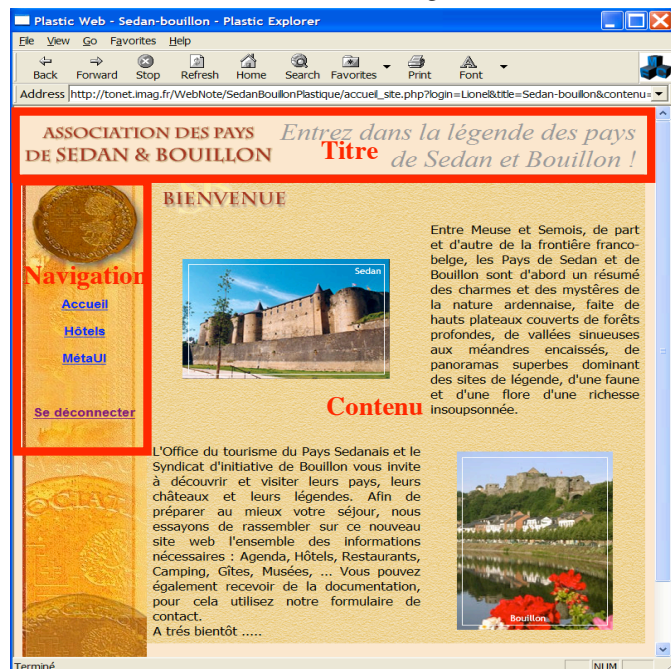 Plastic Web - Sedan-bouillon - Plastic Explorer
File View Go Favorites Help
Back Forward Stop Refresh Home Search Favorites Print Font
Address http://tonet.imag.fr/WebNote/SedanBouillonPlastique/accueil_site.php?login=Lionel&title=Sedan-bouillon&contenu=
ASSOCIATION DES PAYS
DE SEDAN & BOUILLON
Entrez dans la légende des pays
de Sedan et Bouillon !
Titre
Navigation
Accueil
Hôtels
MétaUI
Se déconnecter
BIENVENUE
Sedan
Entre Meuse et Semois, de part
et d'autre de la frontière franco-
belge, les Pays de Sedan et de
Bouillon sont d'abord un résumé
des charmes et des mystères de
la nature ardennaise, faite de
hauts plateaux couverts de forêts
profondes, de vallées sinueuses
aux méandres encaissés, de
panoramas superbes dominant
des sites de légende, d'une faune
et d'une flore d'une richesse
insoupsonnée.
Contenu
L'Office du tourisme du Pays Sedanais et le
Syndicat d'initiative de Bouillon vous invite
à découvrir et visiter leurs pays, leurs
châteaux et leurs légendes. Afin de
préparer au mieux votre séjour, nous
essayons de rassembler sur ce nouveau
site web l'ensemble des informations
nécessaires : Agenda, Hôtels, Restaurants,
Camping, Gîtes, Musées, ... Vous pouvez
également recevoir de la documentation,
pour cela utilisez notre formulaire de
contact.
A trés bientôt .....
Bouillon
Terminé
NUM